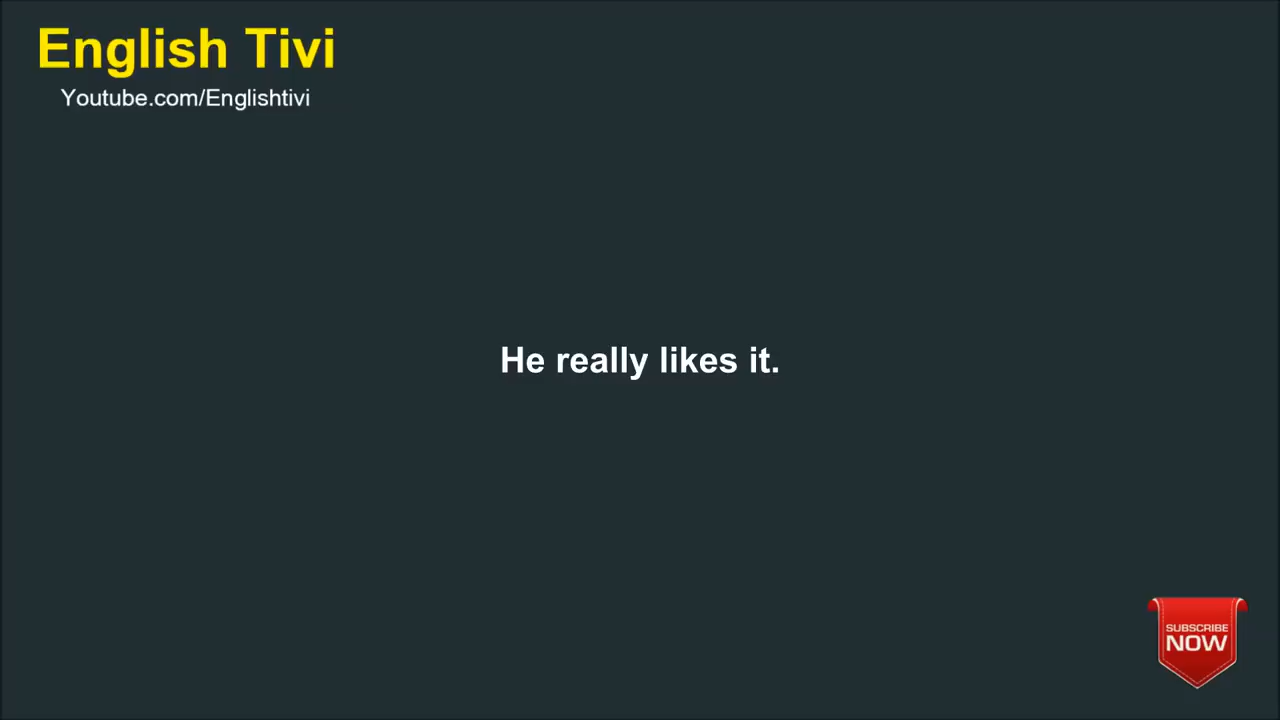 English Tivi
Youtube.com/Englishtivi
He really likes it.
SUBSCRIBE
NOW